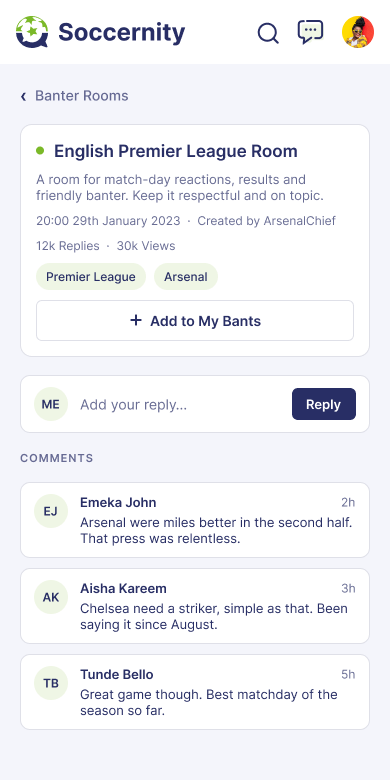 Soccernity
‹ Banter Rooms
English Premier League Room
A room for match-day reactions, results and
friendly banter. Keep it respectful and on topic.
20:00 29th January 2023 · Created by ArsenalChief
12k Replies · 30k Views
Premier League Arsenal
+ Add to My Bants
ME Add your reply... Reply
COMMENTS
EJ Emeka John 2h
Arsenal were miles better in the second half.
That press was relentless.
AK Aisha Kareem 3h
Chelsea need a striker, simple as that. Been
saying it since August.
TB Tunde Bello 5h
Great game though. Best matchday of the
season so far.